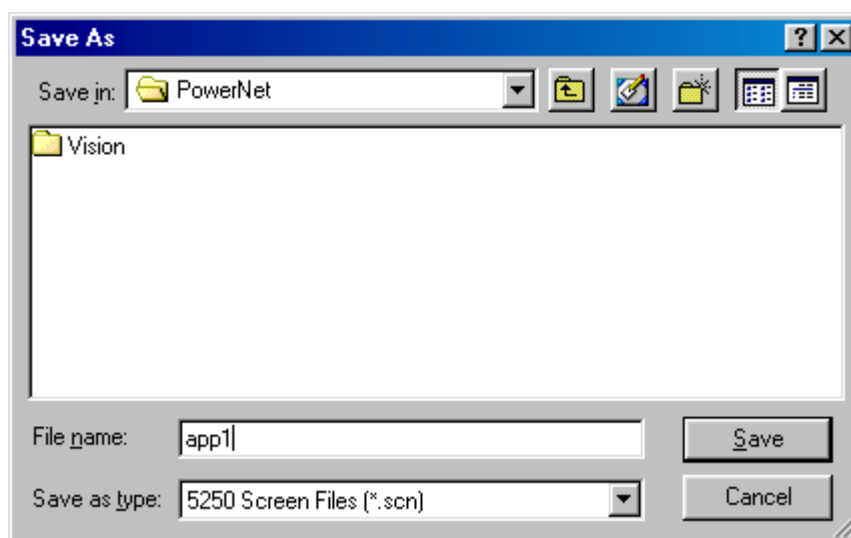 Save As
Save in: PowerNet
Vision
File name: app1 Save
Save as type: 5250 Screen Files (*.scn) Cancel